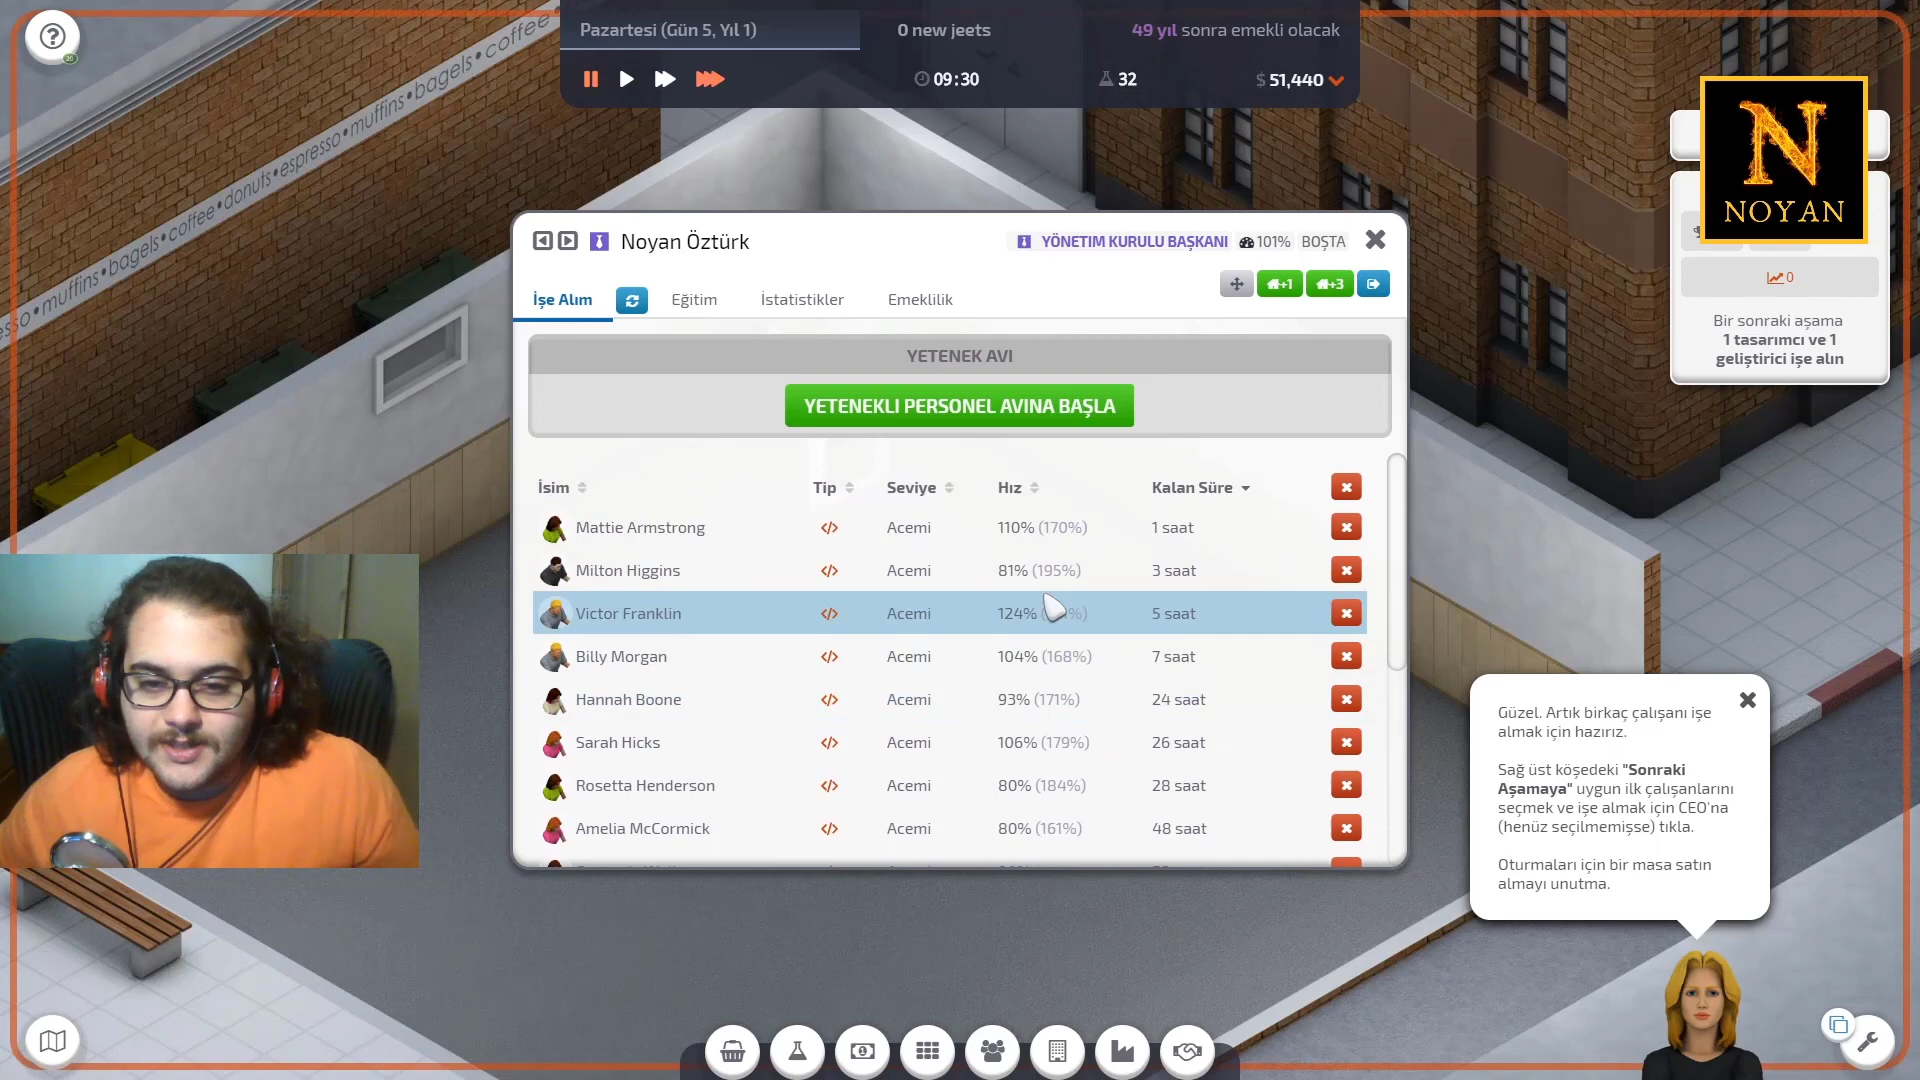 Pazartesi (Gün 5, Yıl 1)
0 new jeets
49 yıl sonra emekli olacak
09:30
32
$ 51,440
muffins • bagels • coffee • donuts • espresso • muffins • bagels • coffee
NOYAN
Noyan Öztürk
YÖNETIM KURULU BAŞKANI
101%
BOŞTA
+1
+3
İşe Alım
Eğitim
İstatistikler
Emeklilik
YETENEK AVI
YETENEKLI PERSONEL AVINA BAŞLA
İsim Tip Seviye Hız Kalan Süre
Mattie Armstrong </> Acemi 110% (170%) 1 saat
Milton Higgins </> Acemi 81% (195%) 3 saat
Victor Franklin </> Acemi 124% 5 saat
Billy Morgan </> Acemi 104% (168%) 7 saat
Hannah Boone </> Acemi 93% (171%) 24 saat
Sarah Hicks </> Acemi 106% (179%) 26 saat
Rosetta Henderson </> Acemi 80% (184%) 28 saat
Amelia McCormick </> Acemi 80% (161%) 48 saat
0
Bir sonraki aşama
1 tasarımcı ve 1
geliştirici işe alın
Güzel. Artık birkaç çalışanı işe
almak için hazırız.
Sağ üst köşedeki "Sonraki
Aşamaya" uygun ilk çalışanlarını
seçmek ve işe almak için CEO'na
(henüz seçilmemişse) tıkla.
Oturmaları için bir masa satın
almayı unutma.